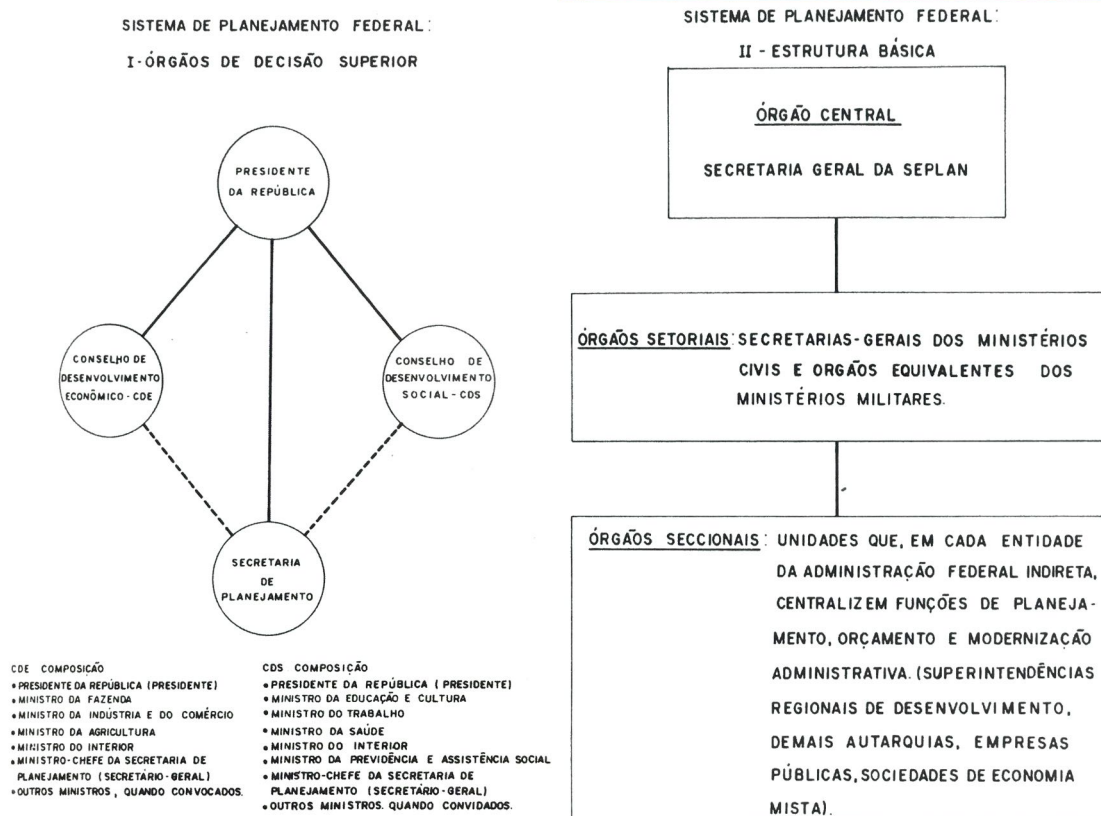 SISTEMA DE PLANEJAMENTO FEDERAL:
I-ÓRGÃOS DE DECISÃO SUPERIOR
PRESIDENTE
DA REPÚBLICA
CONSELHO DE
DESENVOLVIMENTO
ECONÔMICO-CDE
CONSELHO DE
DESENVOLVIMENTO
SOCIAL-CDS
SECRETARIA
DE
PLANEJAMENTO
CDE COMPOSIÇÃO
• PRESIDENTE DA REPÚBLICA (PRESIDENTE)
• MINISTRO DA FAZENDA
• MINISTRO DA INDÚSTRIA E DO COMÉRCIO
• MINISTRO DA AGRICULTURA
• MINISTRO DO INTERIOR
• MINISTRO-CHEFE DA SECRETARIA DE
PLANEJAMENTO (SECRETÁRIO-GERAL)
• OUTROS MINISTROS, QUANDO CONVOCADOS.
CDS COMPOSIÇÃO
• PRESIDENTE DA REPÚBLICA (PRESIDENTE)
• MINISTRO DA EDUCAÇÃO E CULTURA
• MINISTRO DO TRABALHO
• MINISTRO DA SAÚDE
• MINISTRO DO INTERIOR
• MINISTRO DA PREVIDÊNCIA E ASSISTÊNCIA SOCIAL
• MINISTRO-CHEFE DA SECRETARIA DE
PLANEJAMENTO (SECRETÁRIO-GERAL)
• OUTROS MINISTROS. QUANDO CONVIDADOS.
SISTEMA DE PLANEJAMENTO FEDERAL:
II - ESTRUTURA BÁSICA
ÓRGÃO CENTRAL
SECRETARIA GERAL DA SEPLAN
ÓRGÃOS SETORIAIS: SECRETARIAS-GERAIS DOS MINISTÉRIOS
CIVIS E ORGÃOS EQUIVALENTES DOS
MINISTÉRIOS MILITARES.
ÓRGÃOS SECCIONAIS: UNIDADES QUE, EM CADA ENTIDADE
DA ADMINISTRAÇÃO FEDERAL INDIRETA,
CENTRALIZEM FUNÇÕES DE PLANEJA-
MENTO, ORÇAMENTO E MODERNIZAÇÃO
ADMINISTRATIVA. (SUPERINTENDÊNCIAS
REGIONAIS DE DESENVOLVIMENTO,
DEMAIS AUTARQUIAS, EMPRESAS
PÚBLICAS, SOCIEDADES DE ECONOMIA
MISTA).